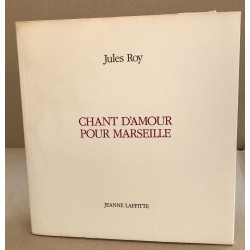 Jules Roy
CHANT D'AMOUR
POUR MARSEILLE
JEANNE LAFFITTE